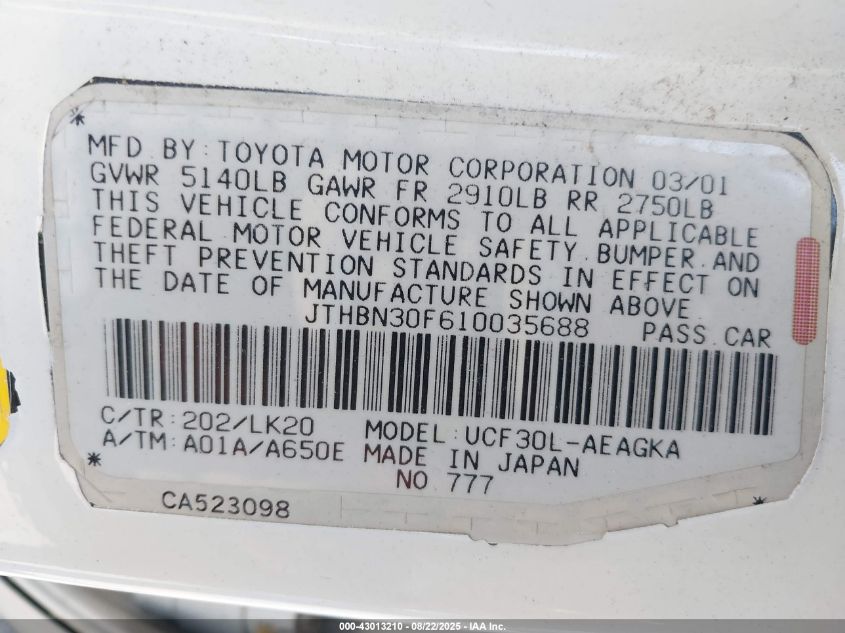 MFD BY: TOYOTA MOTOR CORPORATION 03/01
GVWR 5140LB GAWR FR 2910LB RR 2750LB
THIS VEHICLE CONFORMS TO ALL APPLICABLE
FEDERAL MOTOR VEHICLE SAFETY, BUMPER AND
THEFT PREVENTION STANDARDS IN EFFECT ON
THE DATE OF MANUFACTURE SHOWN ABOVE.
JTHBN30F610035688 PASS.CAR
C/TR:202/LK20 MODEL:UCF30L-AEAGKA
A/TM:A01A/A650E MADE IN JAPAN
NO 777
CA523098
000-43013210 - 08/22/2025 - IAA Inc.